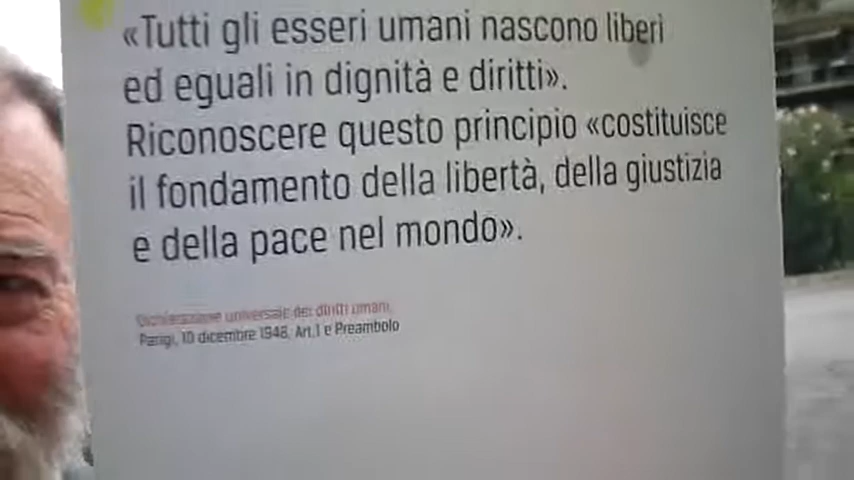 «Tutti gli esseri umani nascono liberi
ed eguali in dignità e diritti».
Riconoscere questo principio «costituisce
il fondamento della libertà, della giustizia
e della pace nel mondo».
Dichiarazione universale dei diritti umani,
Parigi, 10 dicembre 1948, Art.1 e Preambolo